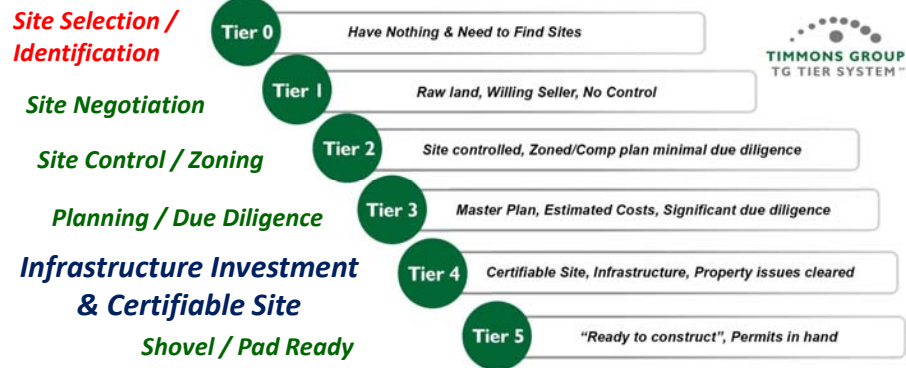 Site Selection /
Identification
Tier 0
Have Nothing & Need to Find Sites
TIMMONS GROUP
TG TIER SYSTEM℠
Site Negotiation
Tier I
Raw land, Willing Seller, No Control
Site Control / Zoning
Tier 2
Site controlled, Zoned/Comp plan minimal due diligence
Planning / Due Diligence
Tier 3
Master Plan, Estimated Costs, Significant due diligence
Infrastructure Investment
& Certifiable Site
Tier 4
Certifiable Site, Infrastructure, Property issues cleared
Shovel / Pad Ready
Tier 5
“Ready to construct”, Permits in hand